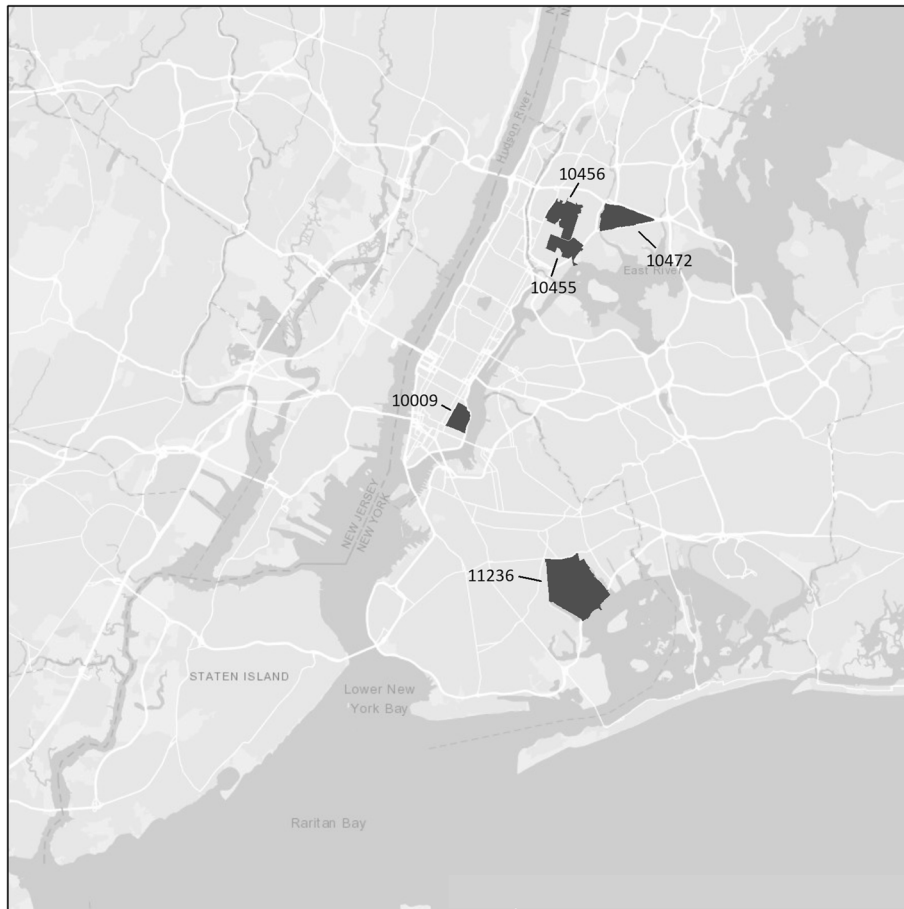 Hudson River
10456
10472
10455
East River
10009
NEW JERSEY
NEW YORK
11236
STATEN ISLAND
Lower New
York Bay
Raritan Bay